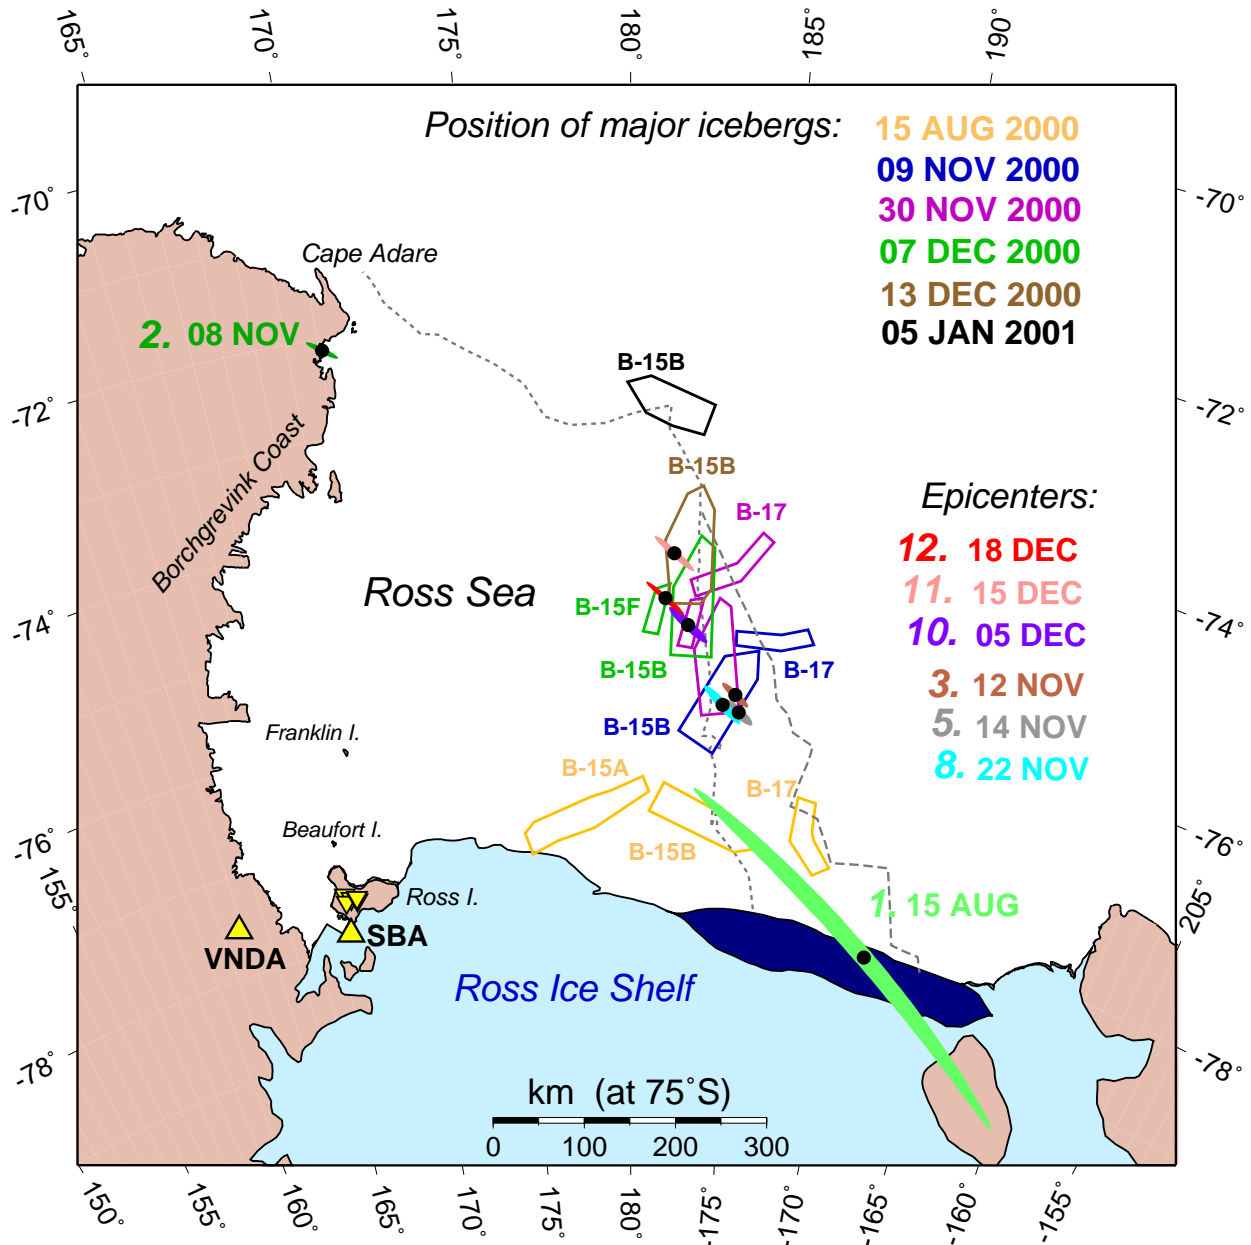 165° 170° 175° 181° 185° 190°
Position of major icebergs:
15 AUG 2000
09 NOV 2000
30 NOV 2000
07 DEC 2000
13 DEC 2000
05 JAN 2001
-70° -70°
Cape Adare
2. 08 NOV
B-15B
-72° -72°
Borchgrevink Coast
B-15B
B-17
Epicenters:
12. 18 DEC
11. 15 DEC
10. 05 DEC
3. 12 NOV
5. 14 NOV
8. 22 NOV
Ross Sea
B-15F
-74° -74°
B-15B
B-17
B-15B
Franklin I.
B-15A
B-17
Beaufort I.
B-15B
-76° -76°
155° 205°
Ross I.
1. 15 AUG
SBA
VNDA
Ross Ice Shelf
-78° -78°
km (at 75°S)
0 100 200 300
150° 155° 160° 165° 170° 175° 180° -175° -170° -165° -160° -155°